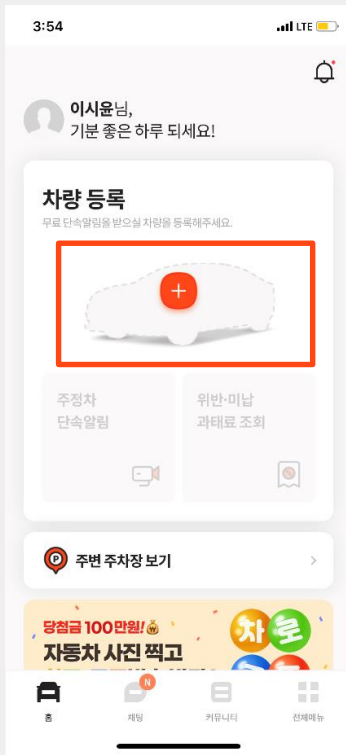 3:54
LTE
이시윤님,
기분 좋은 하루 되세요!
차량 등록
무료 단속알림을 받으실 차량을 등록해주세요.
주정차
단속알림
위반·미납
과태료 조회
P
주변 주차장 보기
당첨금 100만원!
자동차 사진 찍고
차로
N
홈
채팅
커뮤니티
전체메뉴